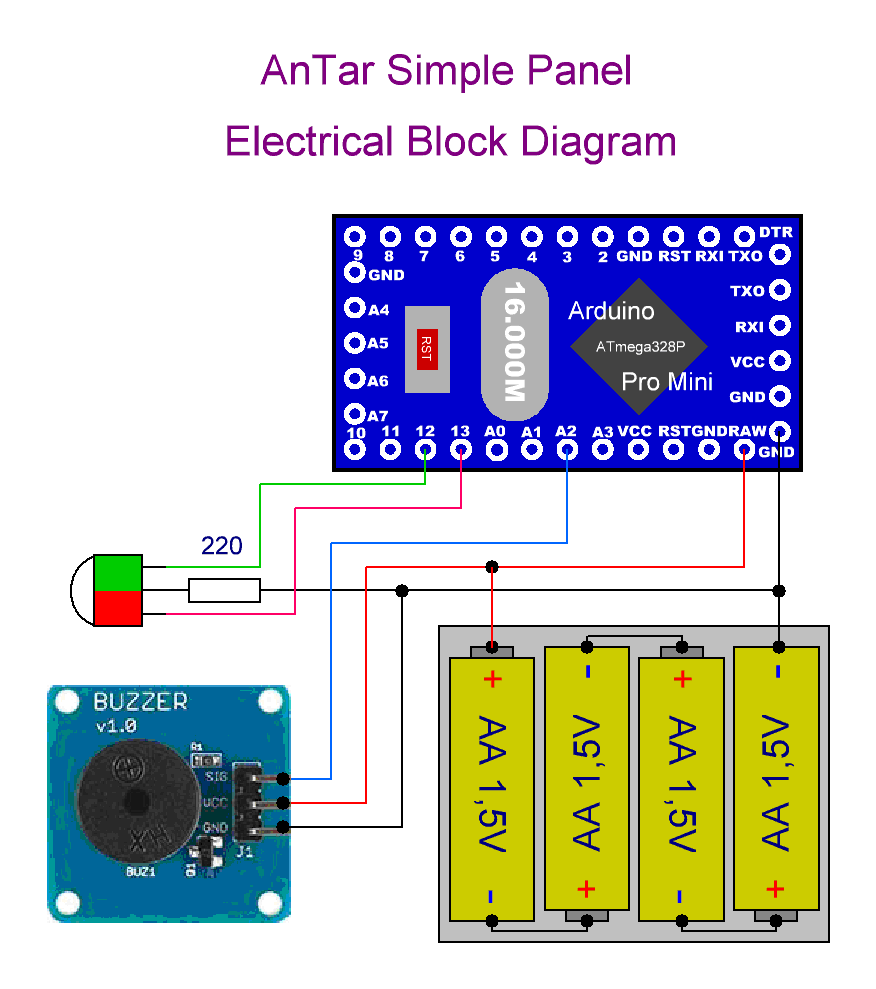 AnTar Simple Panel
Electrical Block Diagram
DTR
9 8 7 6 5 4 3 2 GND RST RXI TXO
GND
A4
A5
A6
A7
RST
16.000M
Arduino
ATmega328P
Pro Mini
TXO
RXI
VCC
GND
10 11 12 13 A0 A1 A2 A3 VCC RST GND RAW
GND
220
BUZZER
v1.0
R1
SIG
VCC
GND
J1
BUZ1
XH
+ AA 1,5V -
- AA 1,5V +
+ AA 1,5V -
- AA 1,5V +